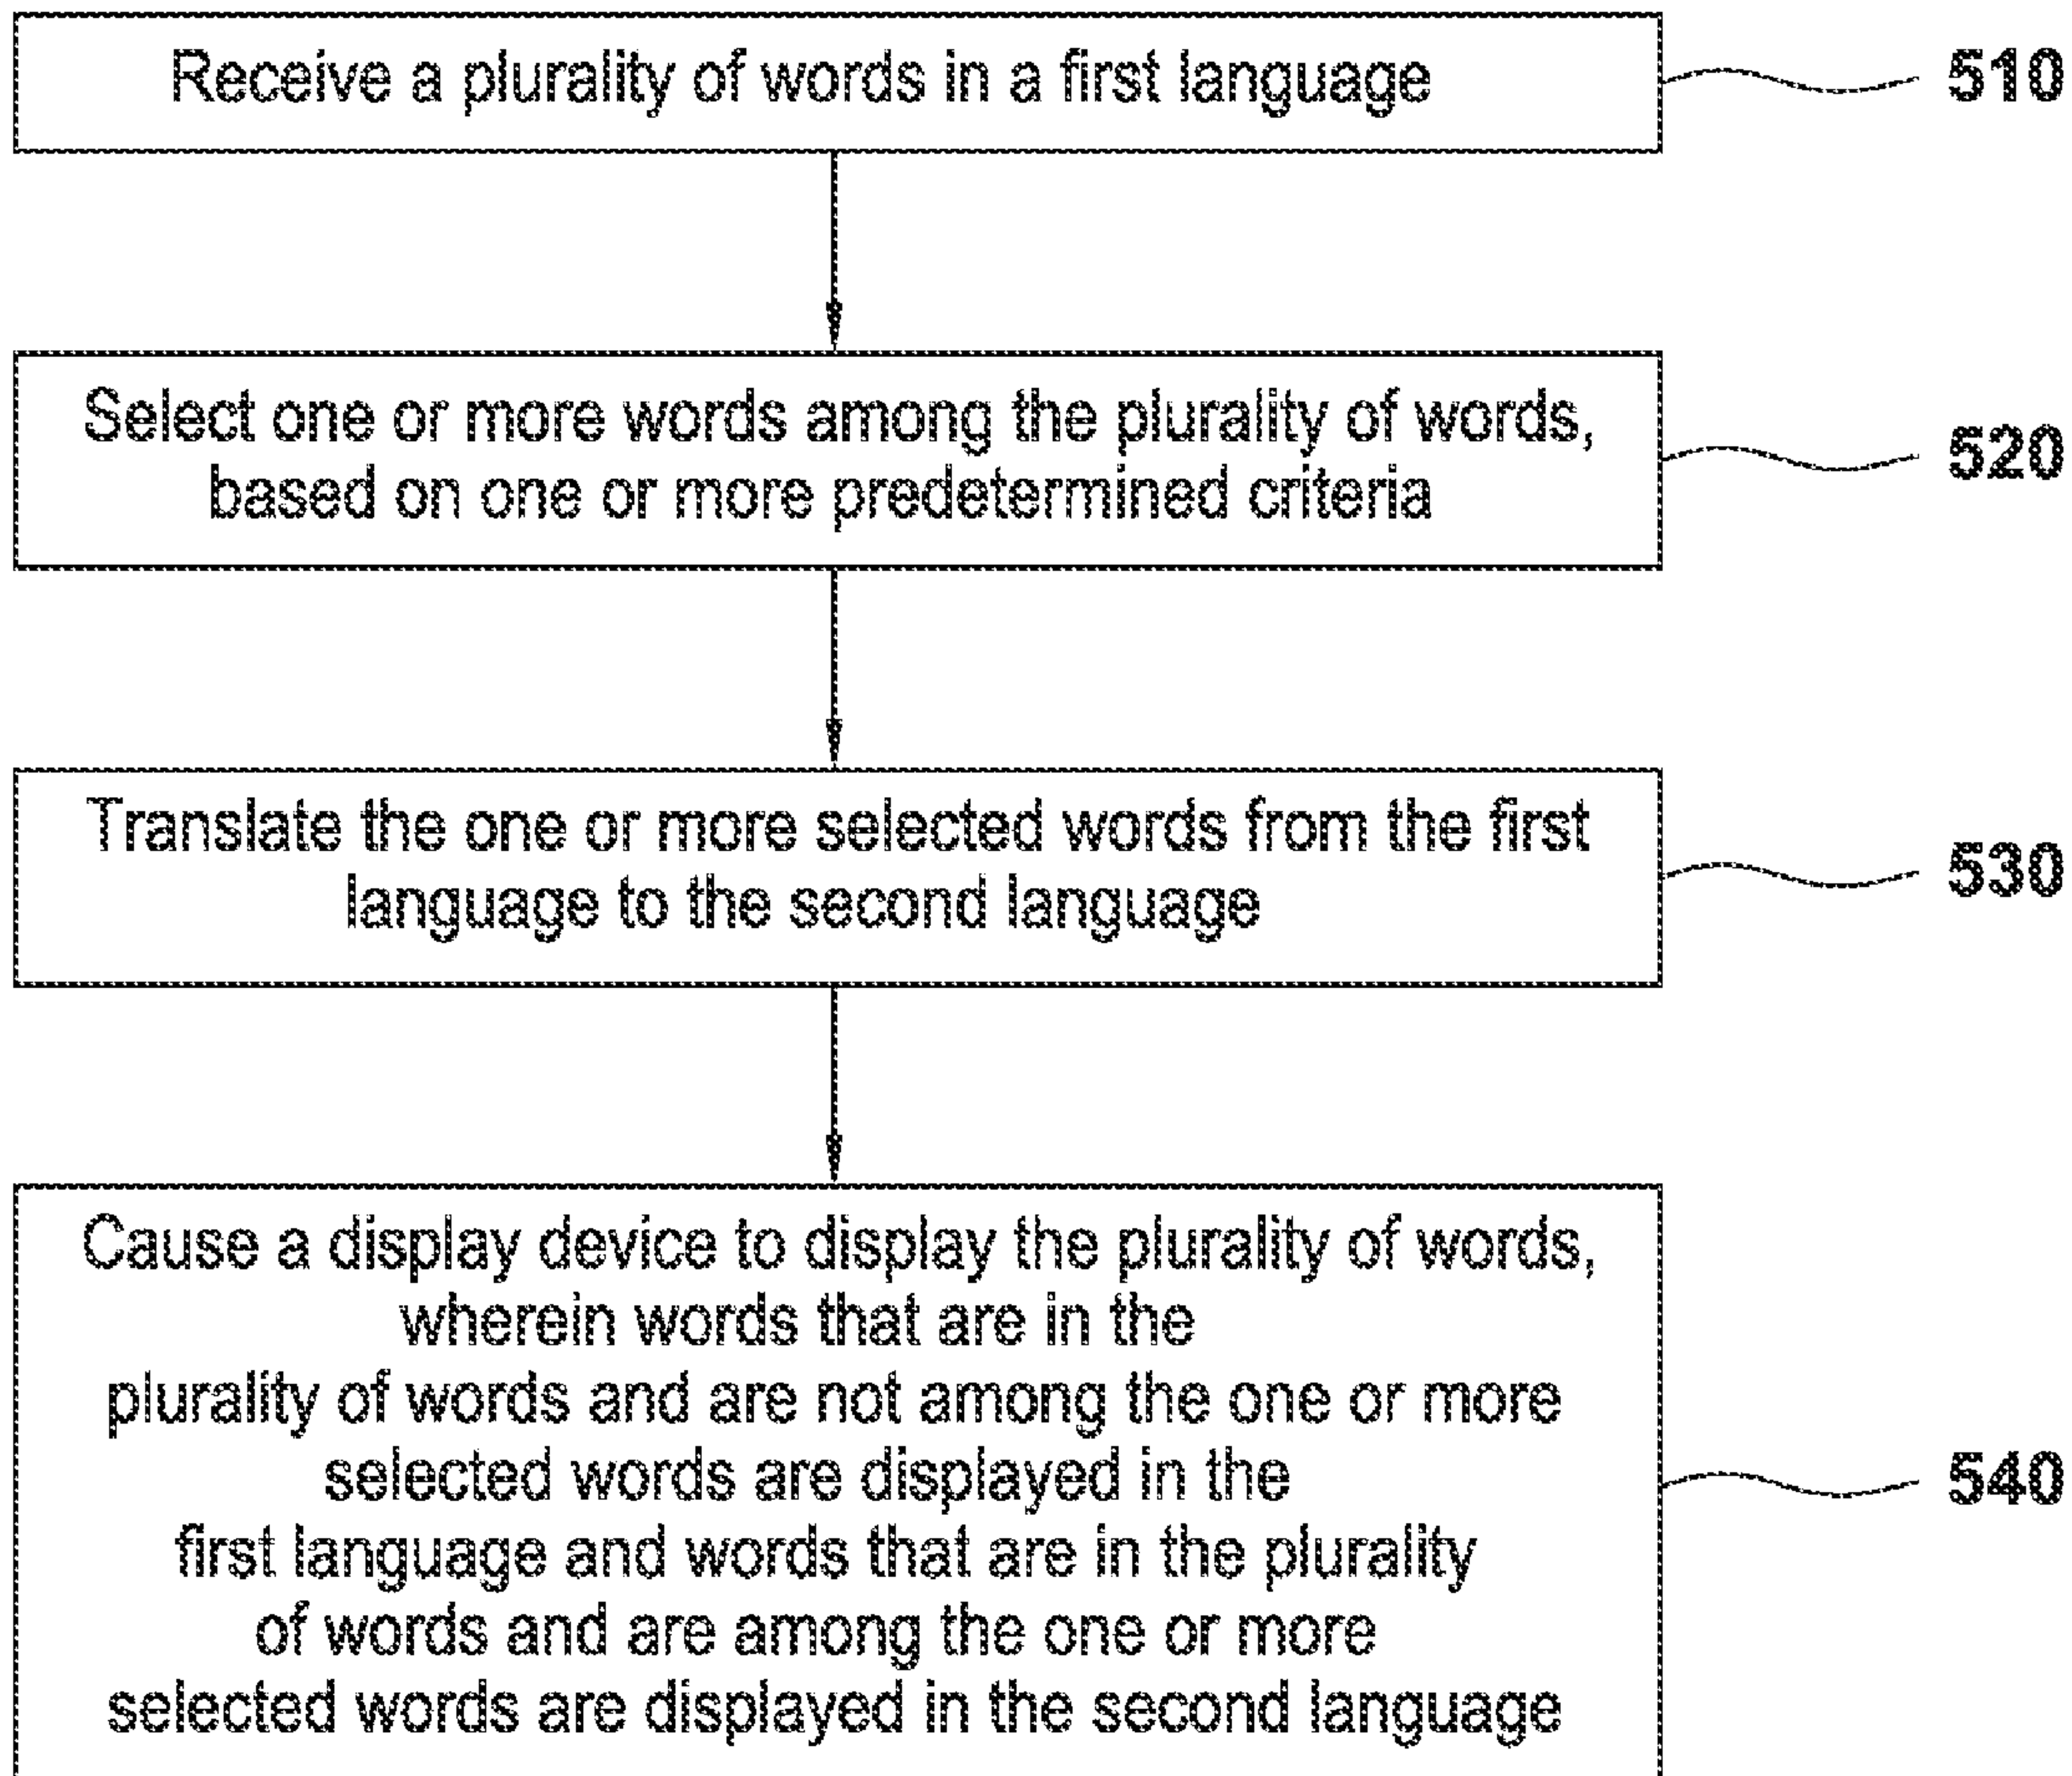 Receive a plurality of words in a first language
510
Select one or more words among the plurality of words,
based on one or more predetermined criteria
520
Translate the one or more selected words from the first
language to the second language
530
Cause a display device to display the plurality of words,
wherein words that are in the
plurality of words and are not among the one or more
selected words are displayed in the
first language and words that are in the plurality
of words and are among the one or more
selected words are displayed in the second language
540